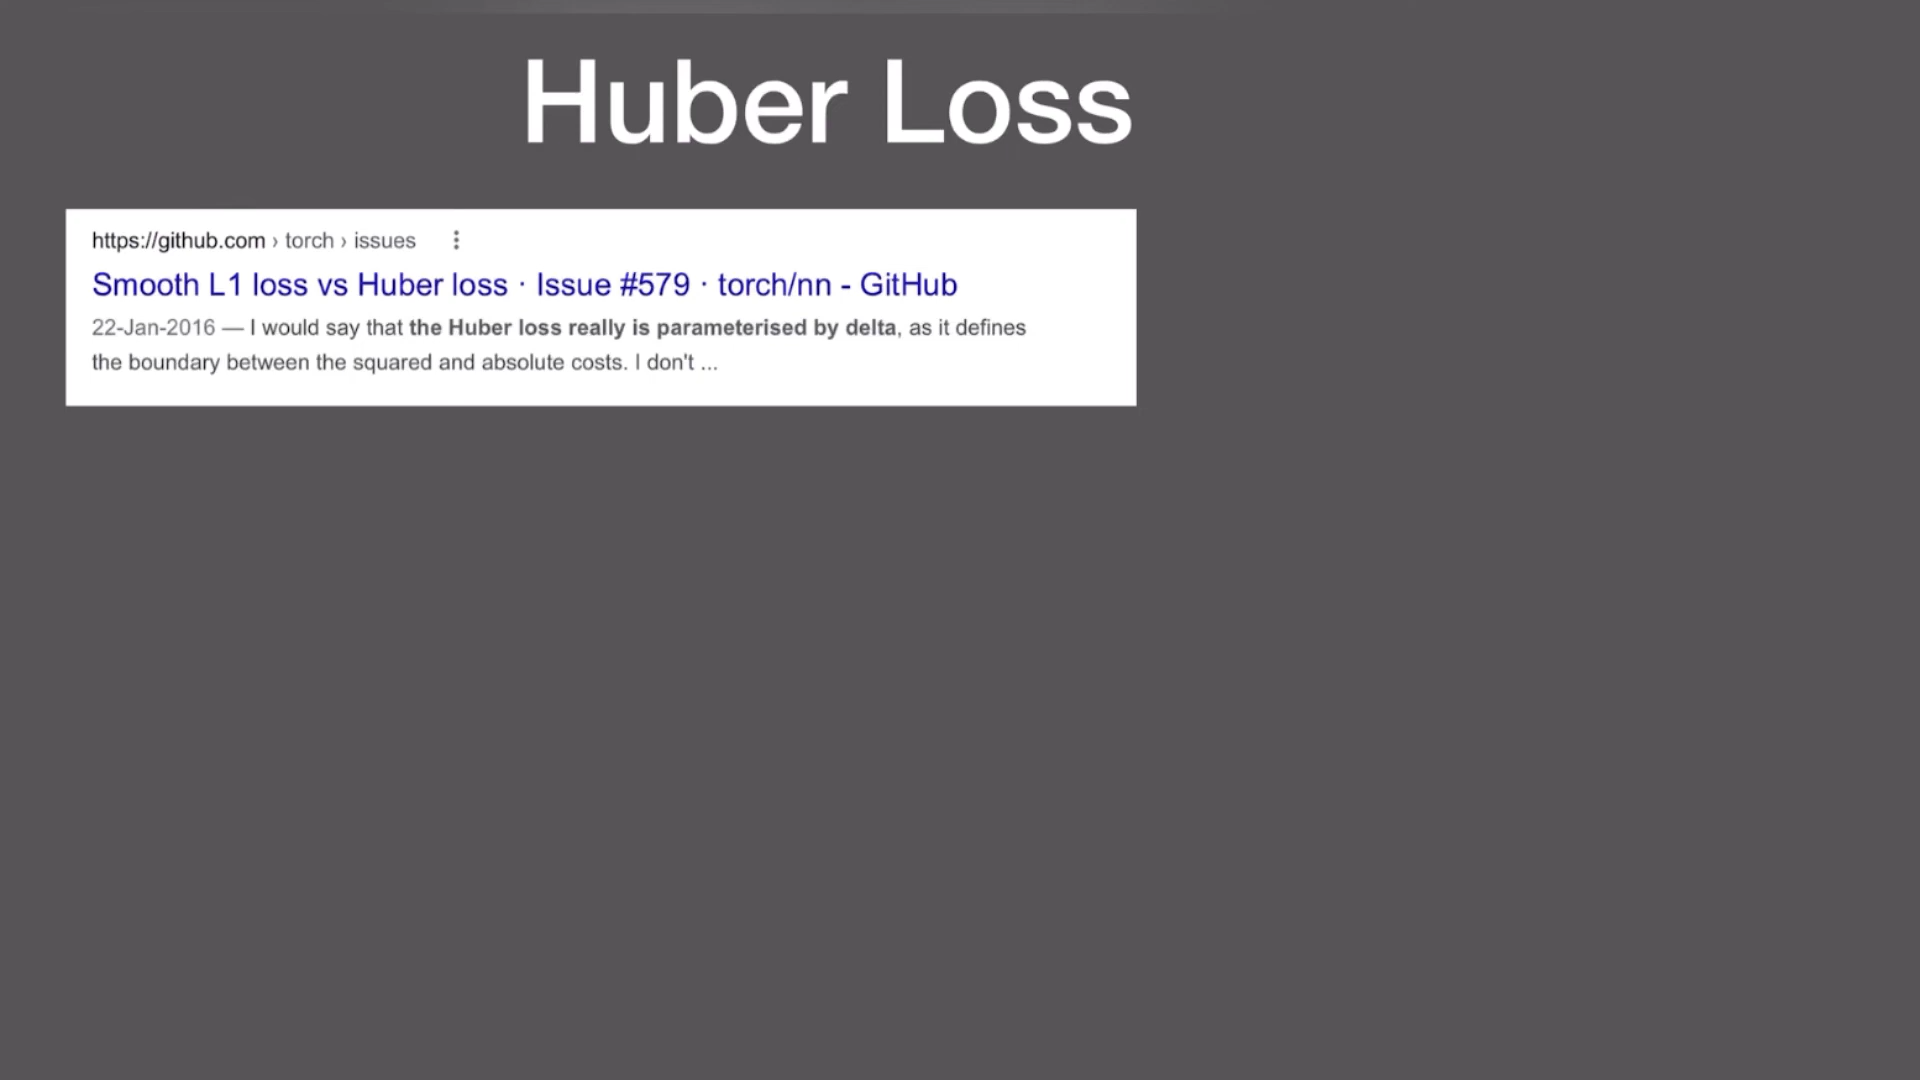 Huber Loss
https://github.com › torch › issues
Smooth L1 loss vs Huber loss · Issue #579 · torch/nn - GitHub
22-Jan-2016 — I would say that the Huber loss really is parameterised by delta, as it defines
the boundary between the squared and absolute costs. I don't ...